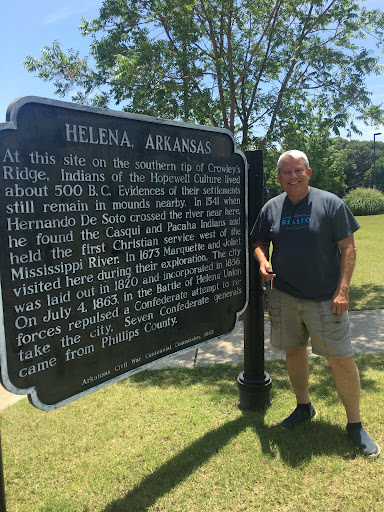 HELENA, ARKANSAS
At this site on the southern tip of Crowley's
Ridge, Indians of the Hopewell Culture lived
about 500 B.C. Evidences of their settlements
still remain in mounds nearby. In 1541 when
Hernando De Soto crossed the river near here,
he found the Casqui and Pacaha Indians and
held the first Christian service west of the
Mississippi River. In 1673 Marquette and Joliet
visited here during their exploration. The city
was laid out in 1820 and incorporated in 1856
On July 4, 1863, in the Battle of Helena Union
forces repulsed a Confederate attempt to re-
take the city. Seven Confederate generals
came from Phillips County.
Arkansas Civil War Centennial Commission,
REALTO